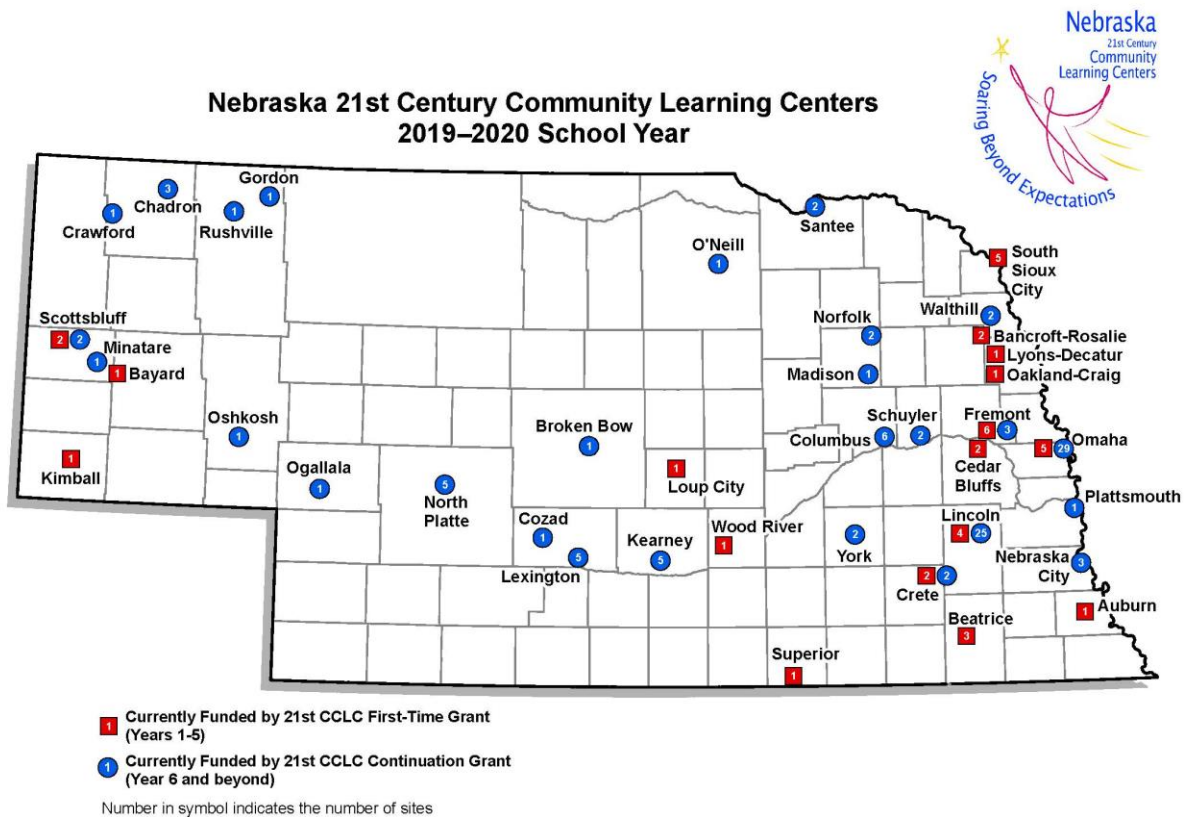 Nebraska
21st Century
Community
Learning Centers
Soaring Beyond Expectations
Nebraska 21st Century Community Learning Centers
2019–2020 School Year
3
Chadron
1
Crawford
Gordon
1
1
Rushville
2
Santee
O'Neill
1
5
South
Sioux
City
Scottsbluff
2
2
1
Minatare
1
Bayard
Norfolk
2
Walthill
2
2
Bancroft-Rosalie
1
Lyons-Decatur
1
Oakland-Craig
Madison
1
Oshkosh
1
Broken Bow
1
Columbus
6
Schuyler
2
Fremont
6
3
2
Cedar
Bluffs
5
29
Omaha
1
Kimball
Ogallala
1
5
North
Platte
1
Loup City
Plattsmouth
1
Cozad
1
5
Lexington
Kearney
5
Wood River
1
2
York
Lincoln
4
25
Nebraska
City
3
2
2
Crete
1
Auburn
Beatrice
3
Superior
1
1
Currently Funded by 21st CCLC First-Time Grant
(Years 1-5)
1
Currently Funded by 21st CCLC Continuation Grant
(Year 6 and beyond)
Number in symbol indicates the number of sites